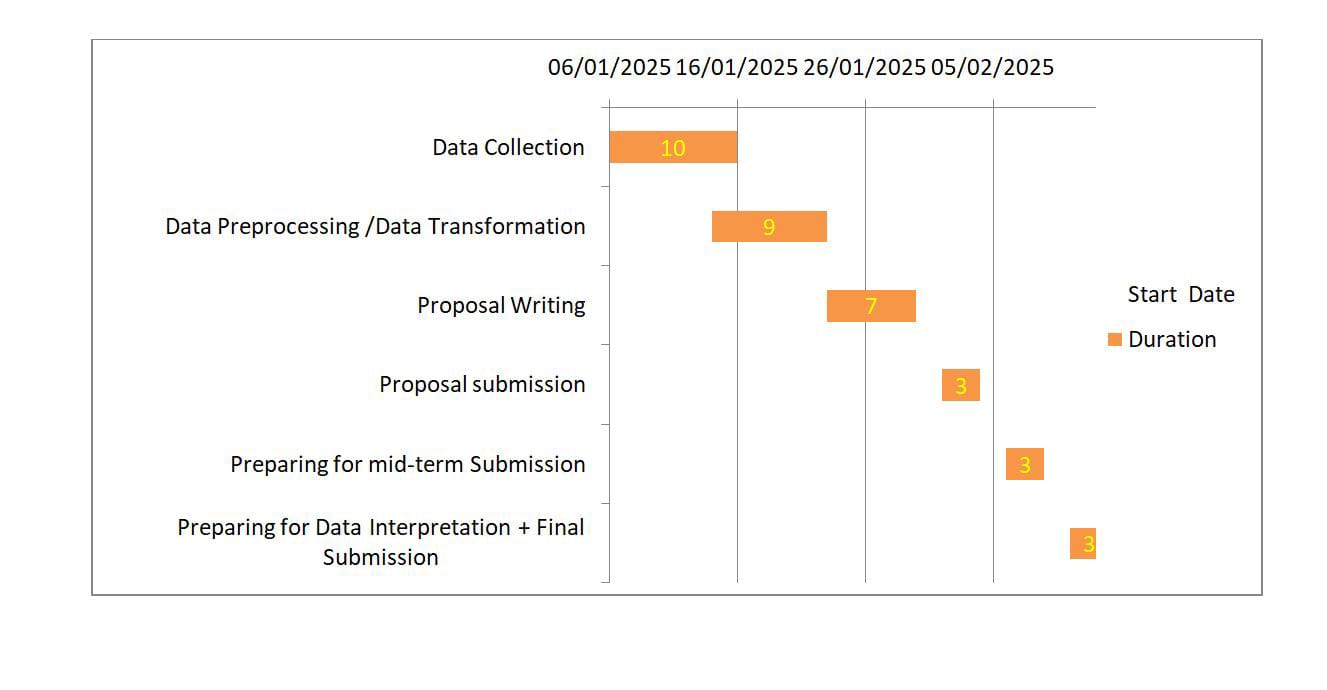 06/01/2025 16/01/2025 26/01/2025 05/02/2025
Data Collection
10
Data Preprocessing /Data Transformation
9
Proposal Writing
7
Proposal submission
3
Preparing for mid-term Submission
3
Preparing for Data Interpretation + Final
Submission
3
Start Date
Duration